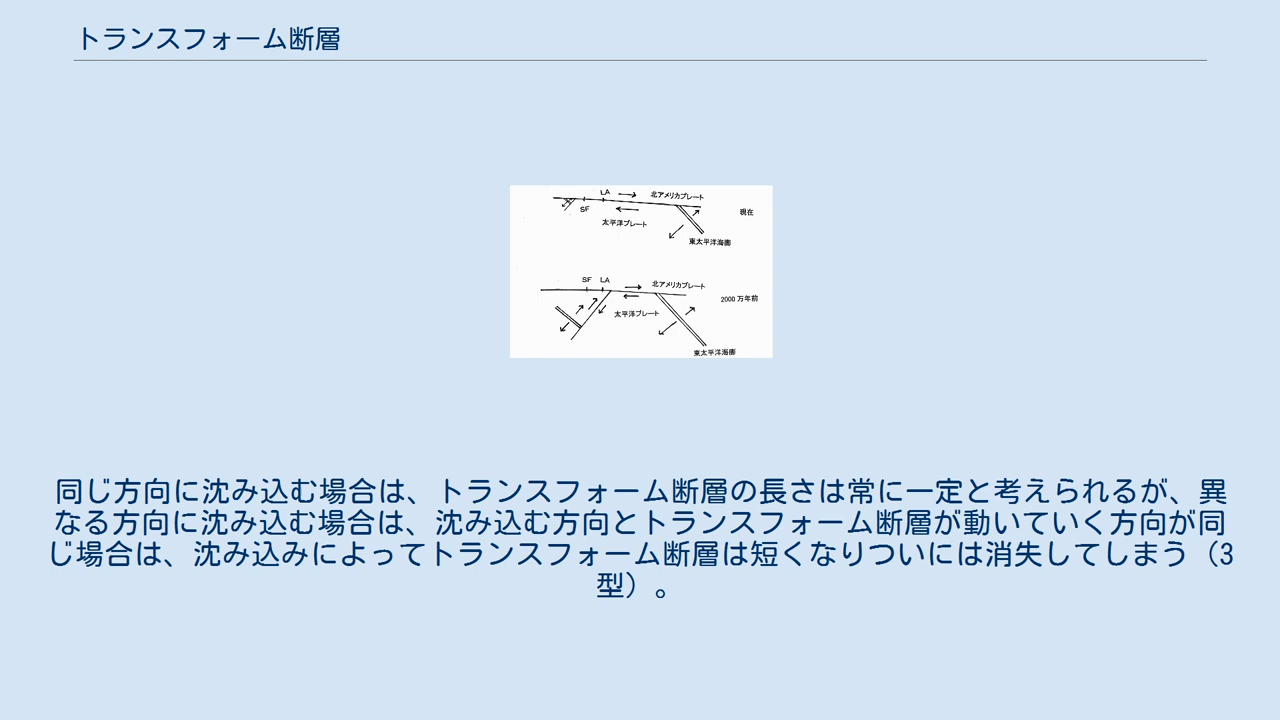 トランスフォーム断層
LA
北アメリカプレート
SF
現在
太平洋プレート
東太平洋海膨
SF LA
北アメリカプレート
2000 万年前
太平洋プレート
東太平洋海膨
同じ方向に沈み込む場合は、トランスフォーム断層の長さは常に一定と考えられるが、異
なる方向に沈み込む場合は、沈み込む方向とトランスフォーム断層が動いていく方向が同
じ場合は、沈み込みによってトランスフォーム断層は短くなりついには消失してしまう（3
型）。